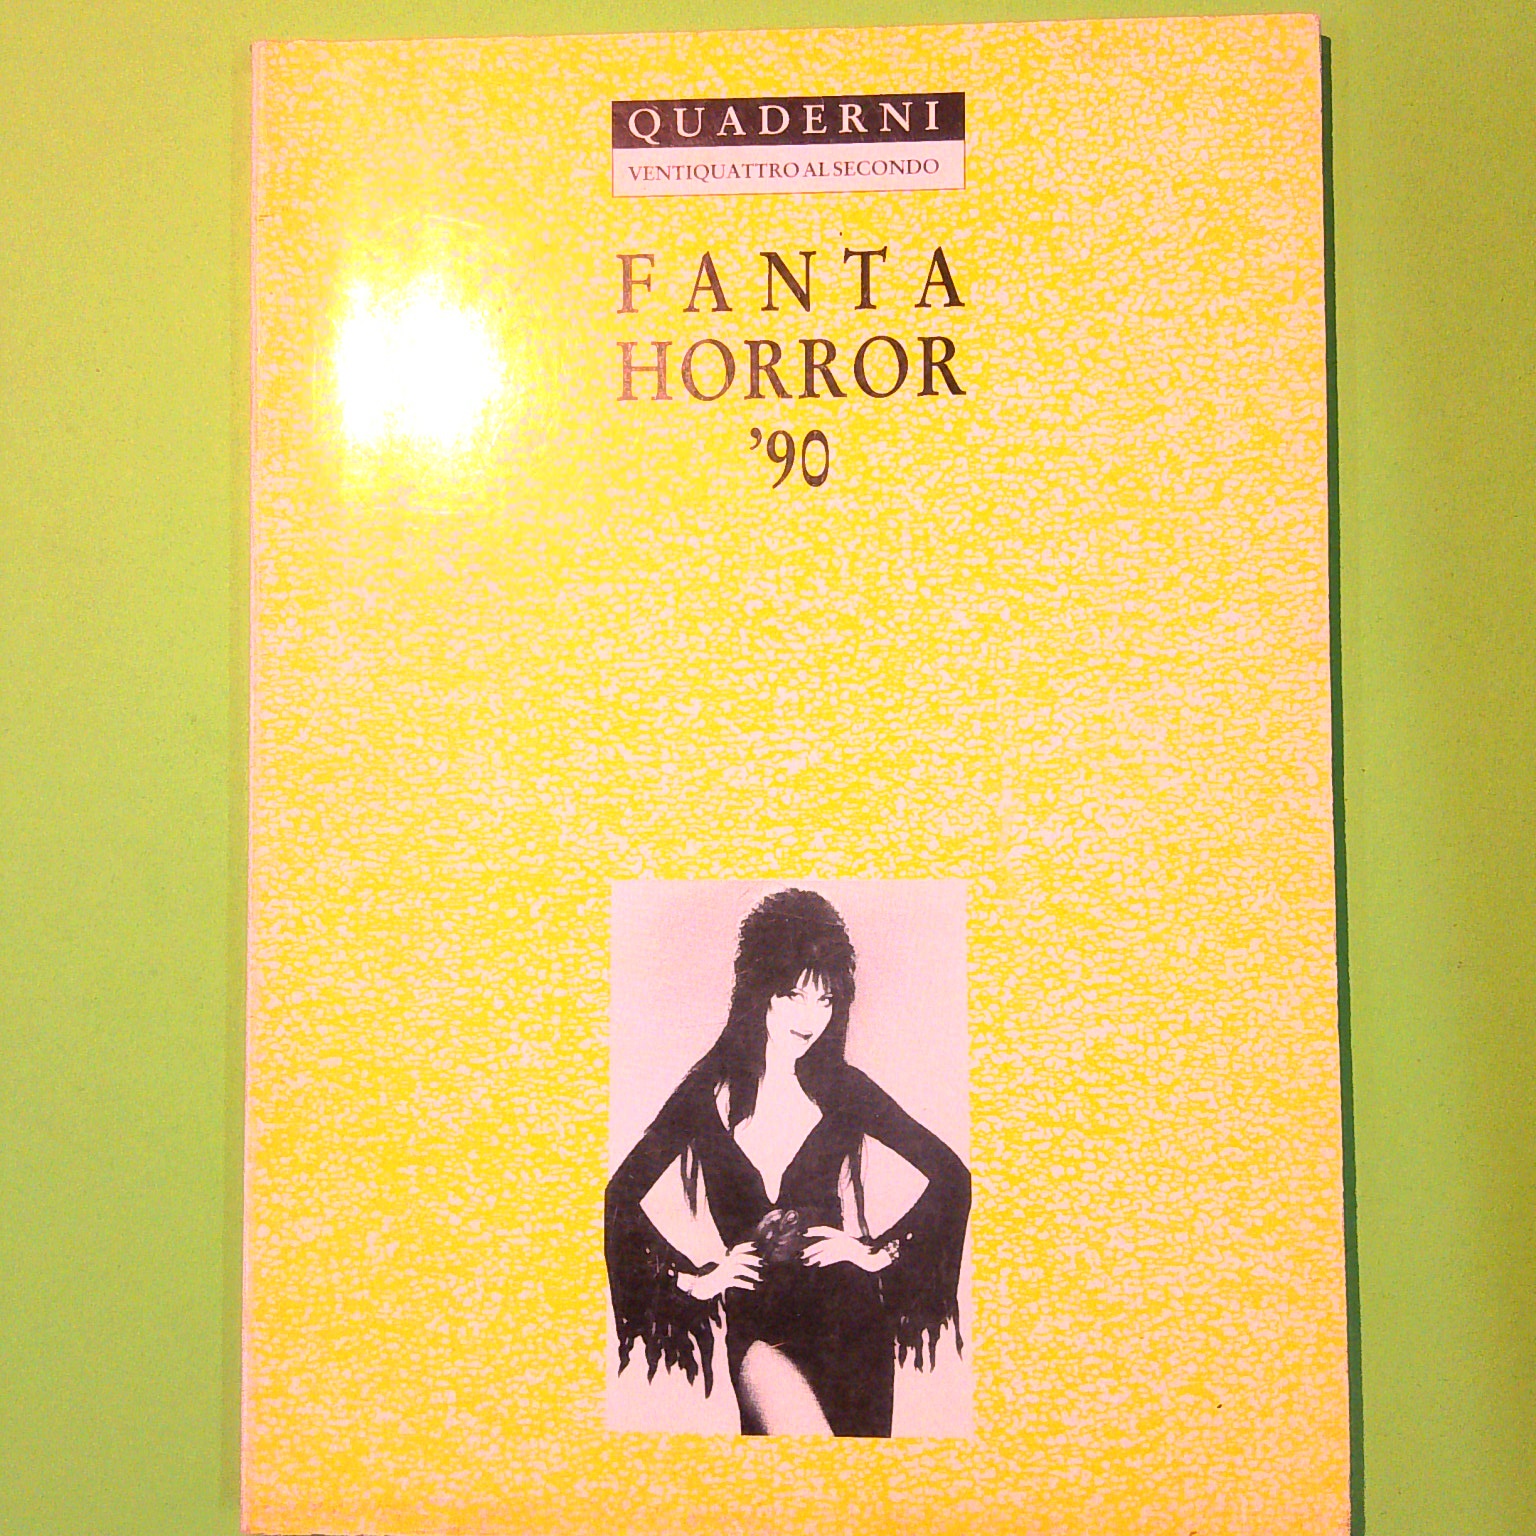 QUADERNI
VENTIQUATTRO AL SECONDO
FANTA
HORROR
'90